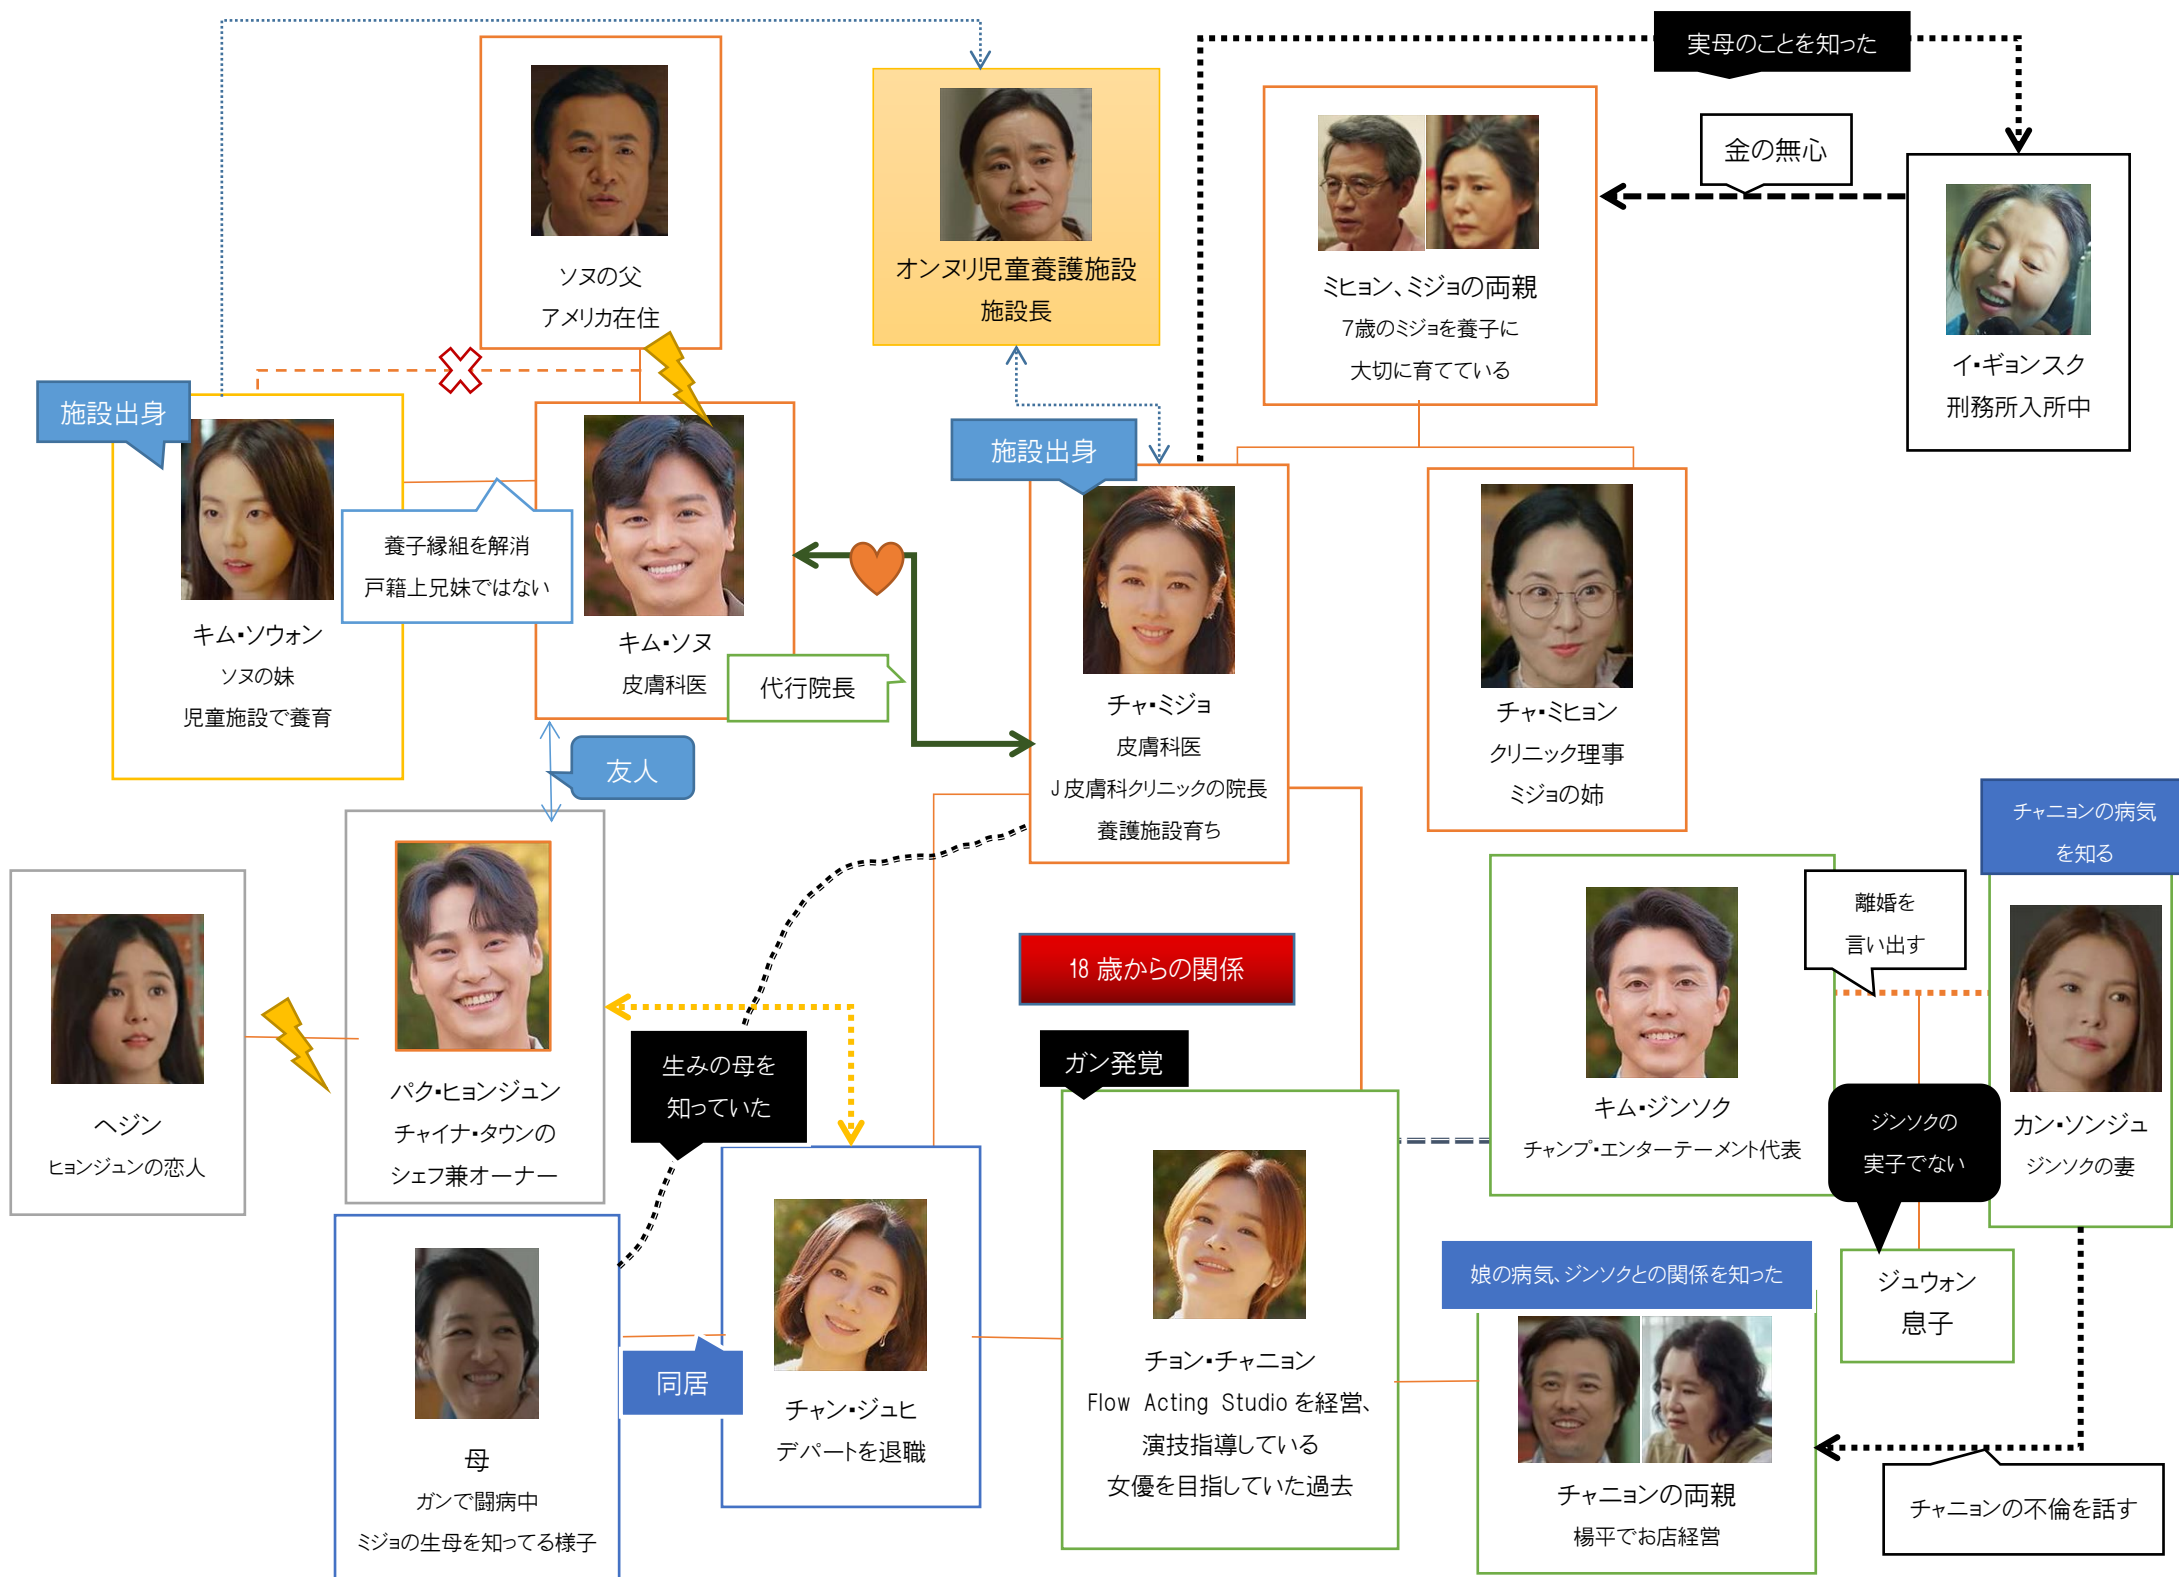 実母のことを知った
金の無心
ソヌの父
アメリカ在住
オンヌリ児童養護施設
施設長
ミヒョン、ミジョの両親
7歳のミジョを養子に
大切に育てている
イ・ギョンスク
刑務所入所中
施設出身
施設出身
養子縁組を解消
戸籍上兄妹ではない
キム・ソウォン
ソヌの妹
児童施設で養育
キム・ソヌ
皮膚科医
代行院長
チャ・ミジョ
皮膚科医
J皮膚科クリニックの院長
養護施設育ち
チャ・ミヒョン
クリニック理事
ミジョの姉
友人
チャニョンの病気
を知る
離婚を
言い出す
18 歳からの関係
ヘジン
ヒョンジュンの恋人
パク・ヒョンジュン
チャイナ・タウンの
シェフ兼オーナー
生みの母を
知っていた
ガン発覚
キム・ジンソク
チャンプ・エンターテーメント代表
ジンソクの
実子でない
カン・ソンジュ
ジンソクの妻
母
ガンで闘病中
ミジョの生母を知ってる様子
同居
チャン・ジュヒ
デパートを退職
チョン・チャニョン
Flow Acting Studio を経営、
演技指導している
女優を目指していた過去
娘の病気、ジンソクとの関係を知った
チャニョンの両親
楊平でお店経営
ジュウォン
息子
チャニョンの不倫を話す